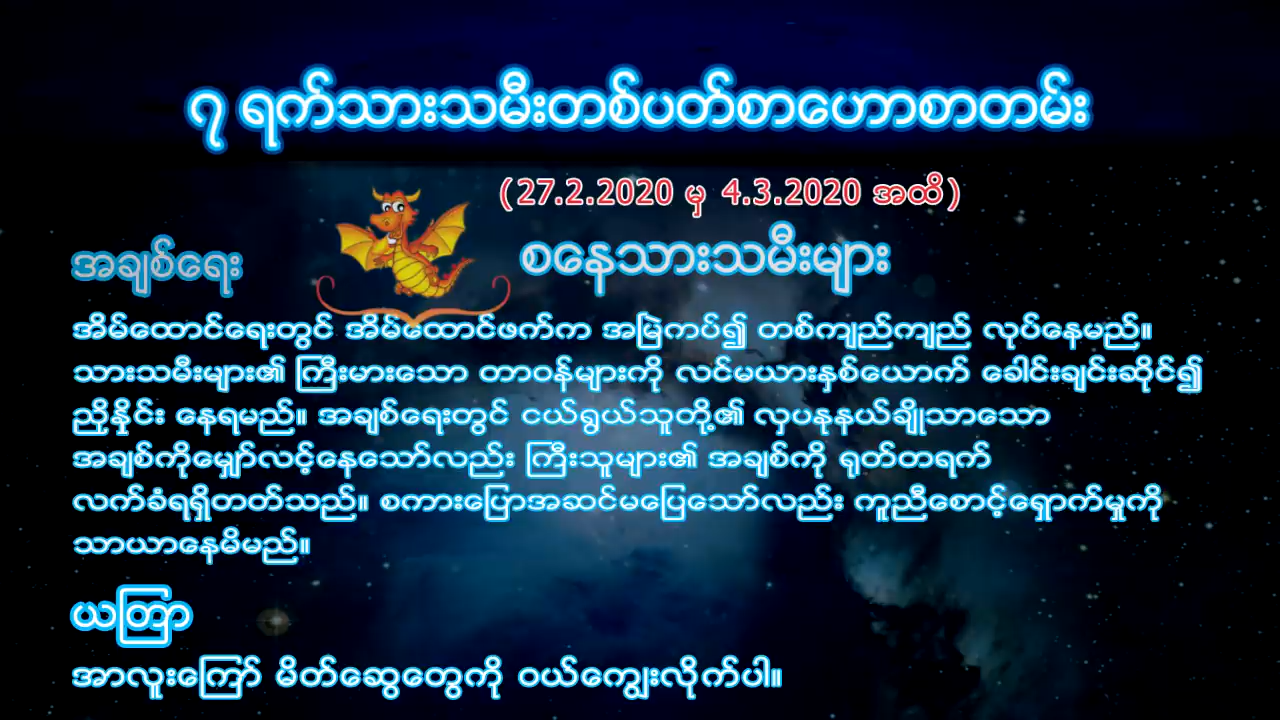 ၇ ရက်သားသမီးတစ်ပတ်စာဟောစာတမ်း
(27.2.2020 မှ 4.3.2020 အထိ)
အချစ်ရေး
စနေသားသမီးများ
အိမ်ထောင်ရေးတွင် အိမ်ထောင်ဖက်က အမြဲကပ်၍ တစ်ကျည်ကျည် လုပ်နေမည်။
သားသမီးများ၏ ကြီးမားသော တာဝန်များကို လင်မယားနှစ်ယောက် ခေါင်းချင်းဆိုင်၍
ညှိနှိုင်း နေရမည်။ အချစ်ရေးတွင် ငယ်ရွယ်သူတို့၏ လှပနုနယ်ချိုသာသော
အချစ်ကိုမျှော်လင့်နေသော်လည်း ကြီးသူများ၏ အချစ်ကို ရုတ်တရက်
လက်ခံရရှိတတ်သည်။ စကားပြောအဆင်မပြေသော်လည်း ကူညီစောင့်ရှောက်မှုကို
သာယာနေမိမည်။
ယတြာ
အာလူးကြော် မိတ်ဆွေတွေကို ဝယ်ကျွေးလိုက်ပါ။